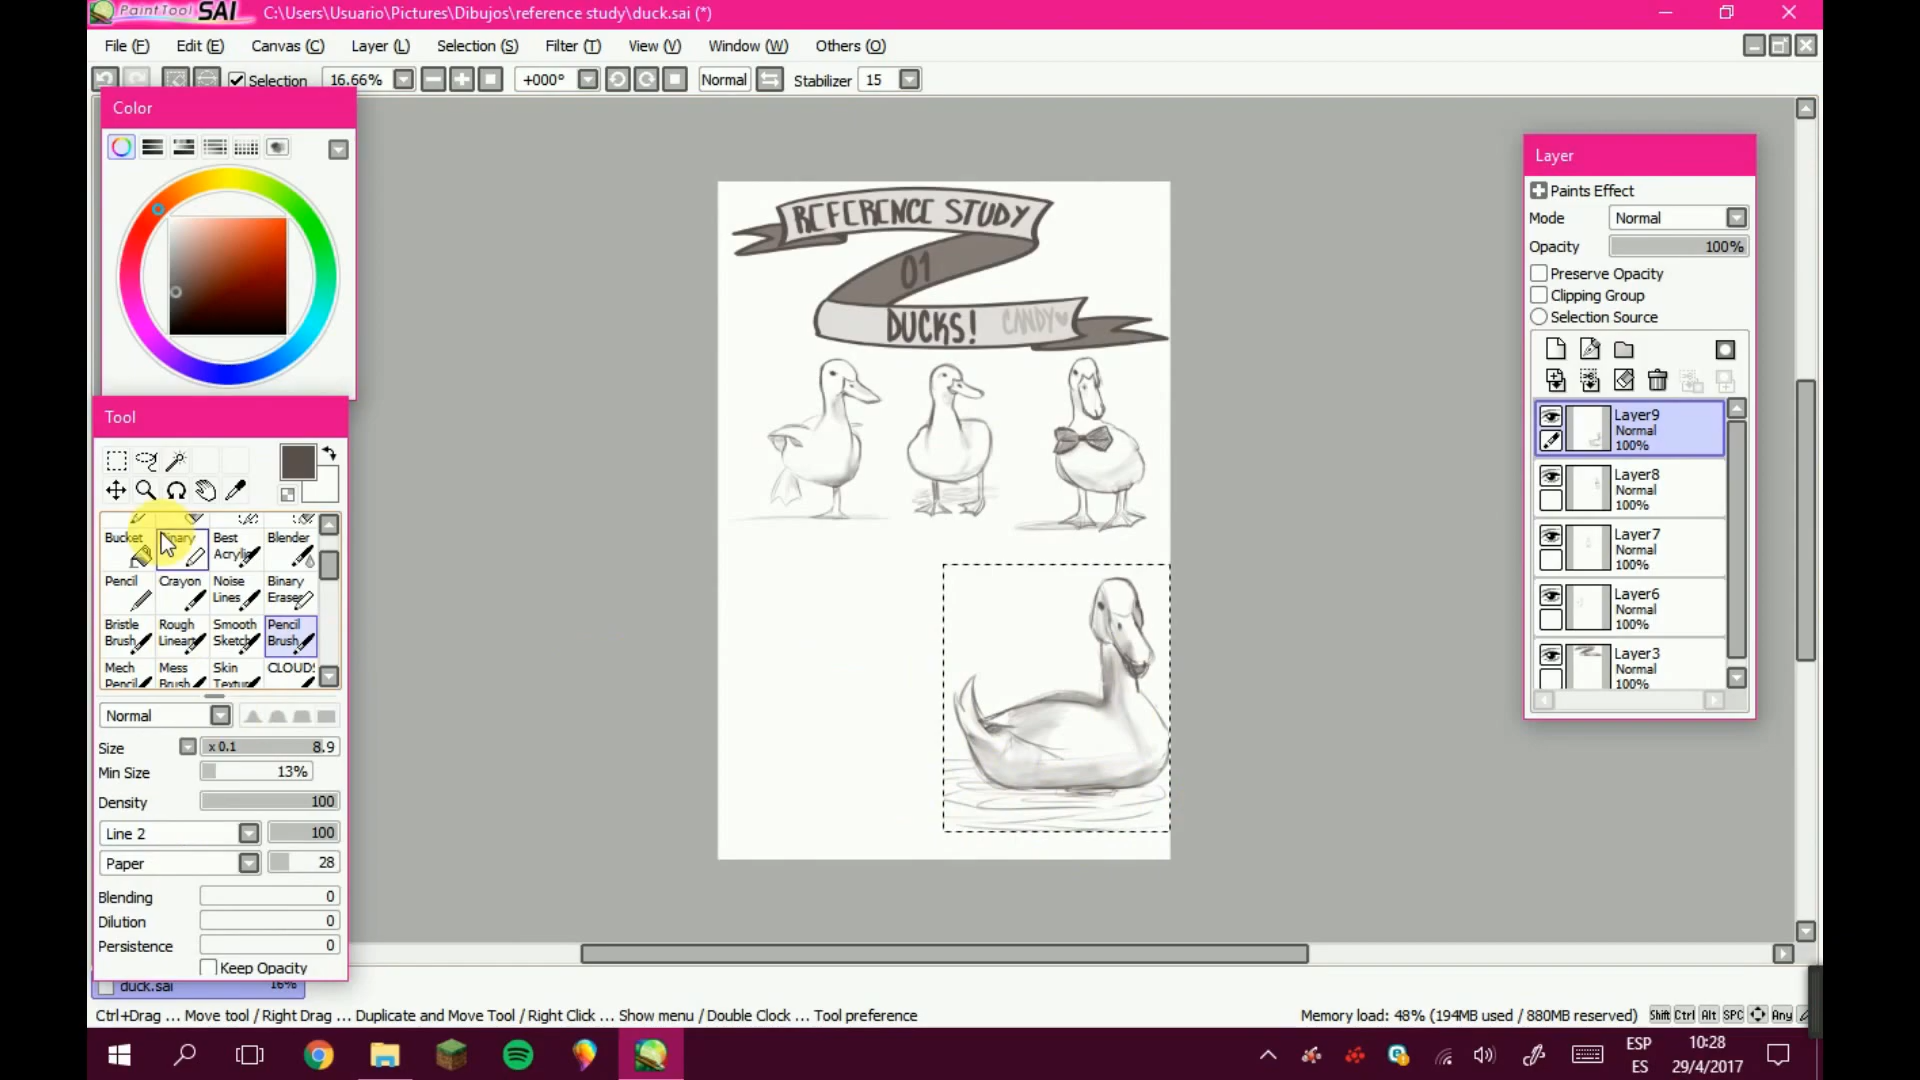 PaintTool SAI C:\Users\Usuario\Pictures\Dibujos\reference study\duck.sai (*)
File (F) Edit (E) Canvas (C) Layer (L) Selection (S) Filter (T) View (V) Window (W) Others (O)
Selection 16.66% +000° Normal Stabilizer 15
Color
Tool
Bucket Binary Best Acrylic Blender
Pencil Crayon Noise Lines Binary Eraser
Bristle Brush Rough Lineart Smooth Sketch Pencil Brush
Mech Pencil Mess Brush Skin Texture CLOUDS
Normal
Size x 0.1 8.9
Min Size 13%
Density 100
Line 2 100
Paper 28
Blending 0
Dilution 0
Persistence 0
Keep Opacity
REFERENCE STUDY
01
DUCKS! CANDY
Layer
Paints Effect
Mode Normal
Opacity 100%
Preserve Opacity
Clipping Group
Selection Source
Layer9
Normal
100%
Layer8
Normal
100%
Layer7
Normal
100%
Layer6
Normal
100%
Layer3
Normal
100%
duck.sai 16%
Ctrl+Drag ... Move tool / Right Drag ... Duplicate and Move Tool / Right Click ... Show menu / Double Clock ... Tool preference
Memory load: 48% (194MB used / 880MB reserved) Shift Ctrl Alt SPC Any
ESP
ES
10:28
29/4/2017